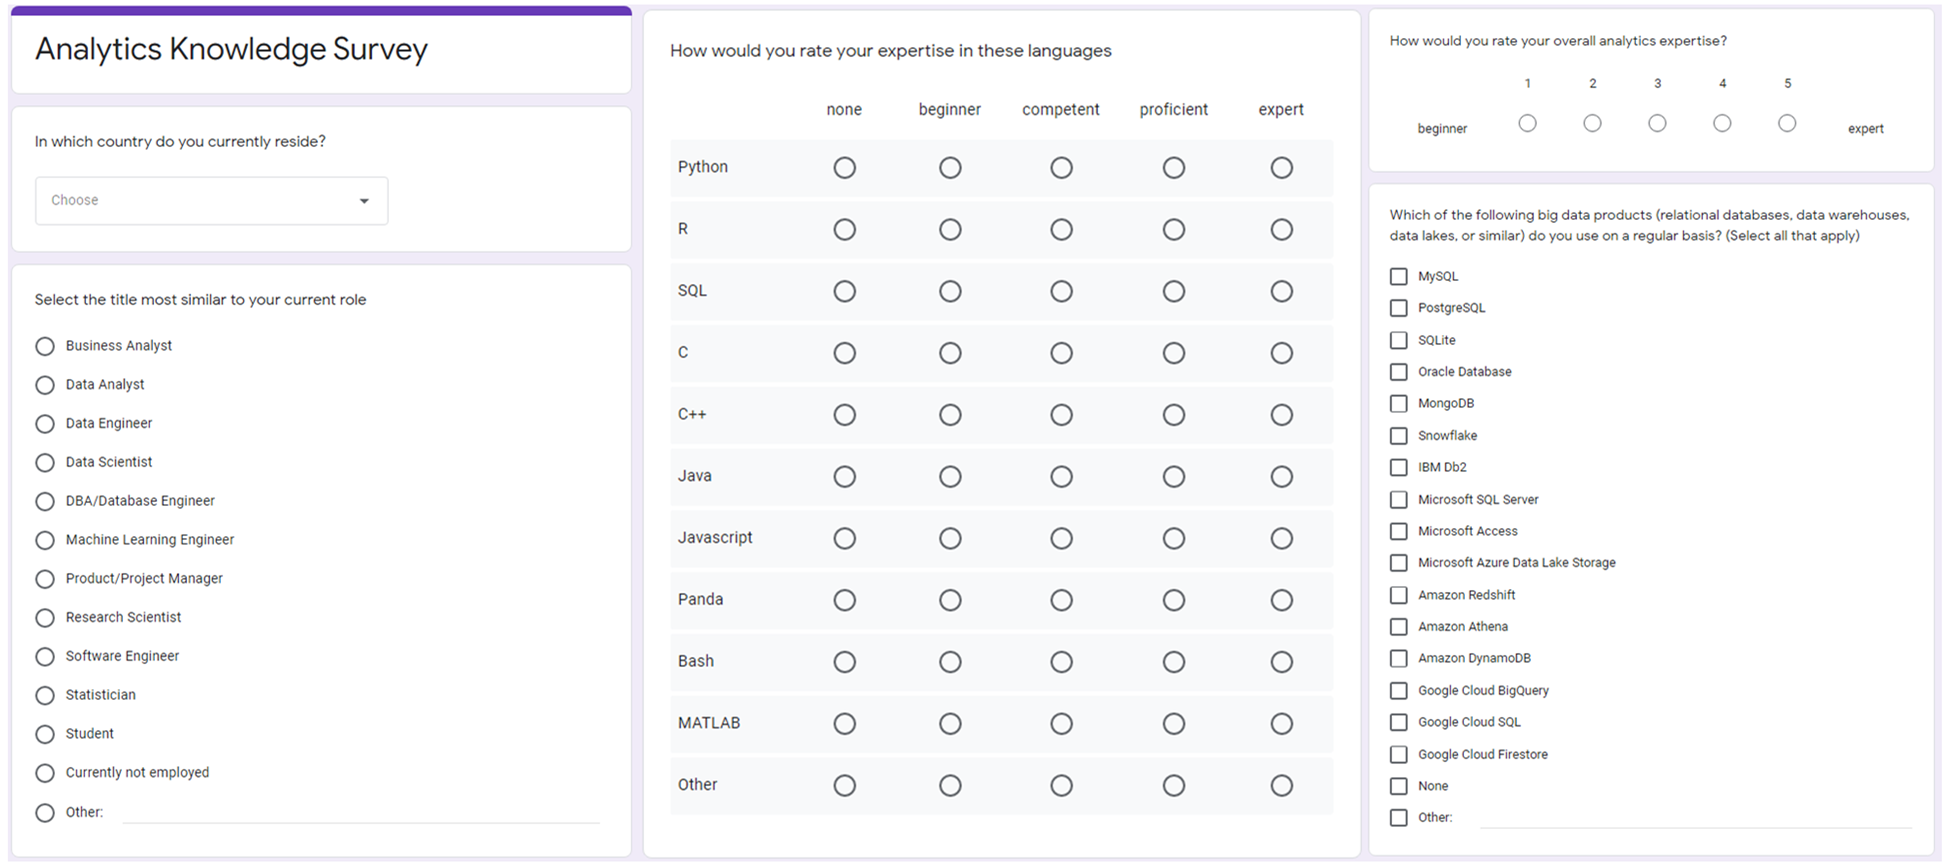 Analytics Knowledge Survey
In which country do you currently reside?
Choose
Select the title most similar to your current role
Business Analyst
Data Analyst
Data Engineer
Data Scientist
DBA/Database Engineer
Machine Learning Engineer
Product/Project Manager
Research Scientist
Software Engineer
Statistician
Student
Currently not employed
Other:
How would you rate your expertise in these languages
none beginner competent proficient expert
Python
R
SQL
C
C++
Java
Javascript
Panda
Bash
MATLAB
Other
How would you rate your overall analytics expertise?
1 2 3 4 5
beginner expert
Which of the following big data products (relational databases, data warehouses,
data lakes, or similar) do you use on a regular basis? (Select all that apply)
MySQL
PostgreSQL
SQLite
Oracle Database
MongoDB
Snowflake
IBM Db2
Microsoft SQL Server
Microsoft Access
Microsoft Azure Data Lake Storage
Amazon Redshift
Amazon Athena
Amazon DynamoDB
Google Cloud BigQuery
Google Cloud SQL
Google Cloud Firestore
None
Other: